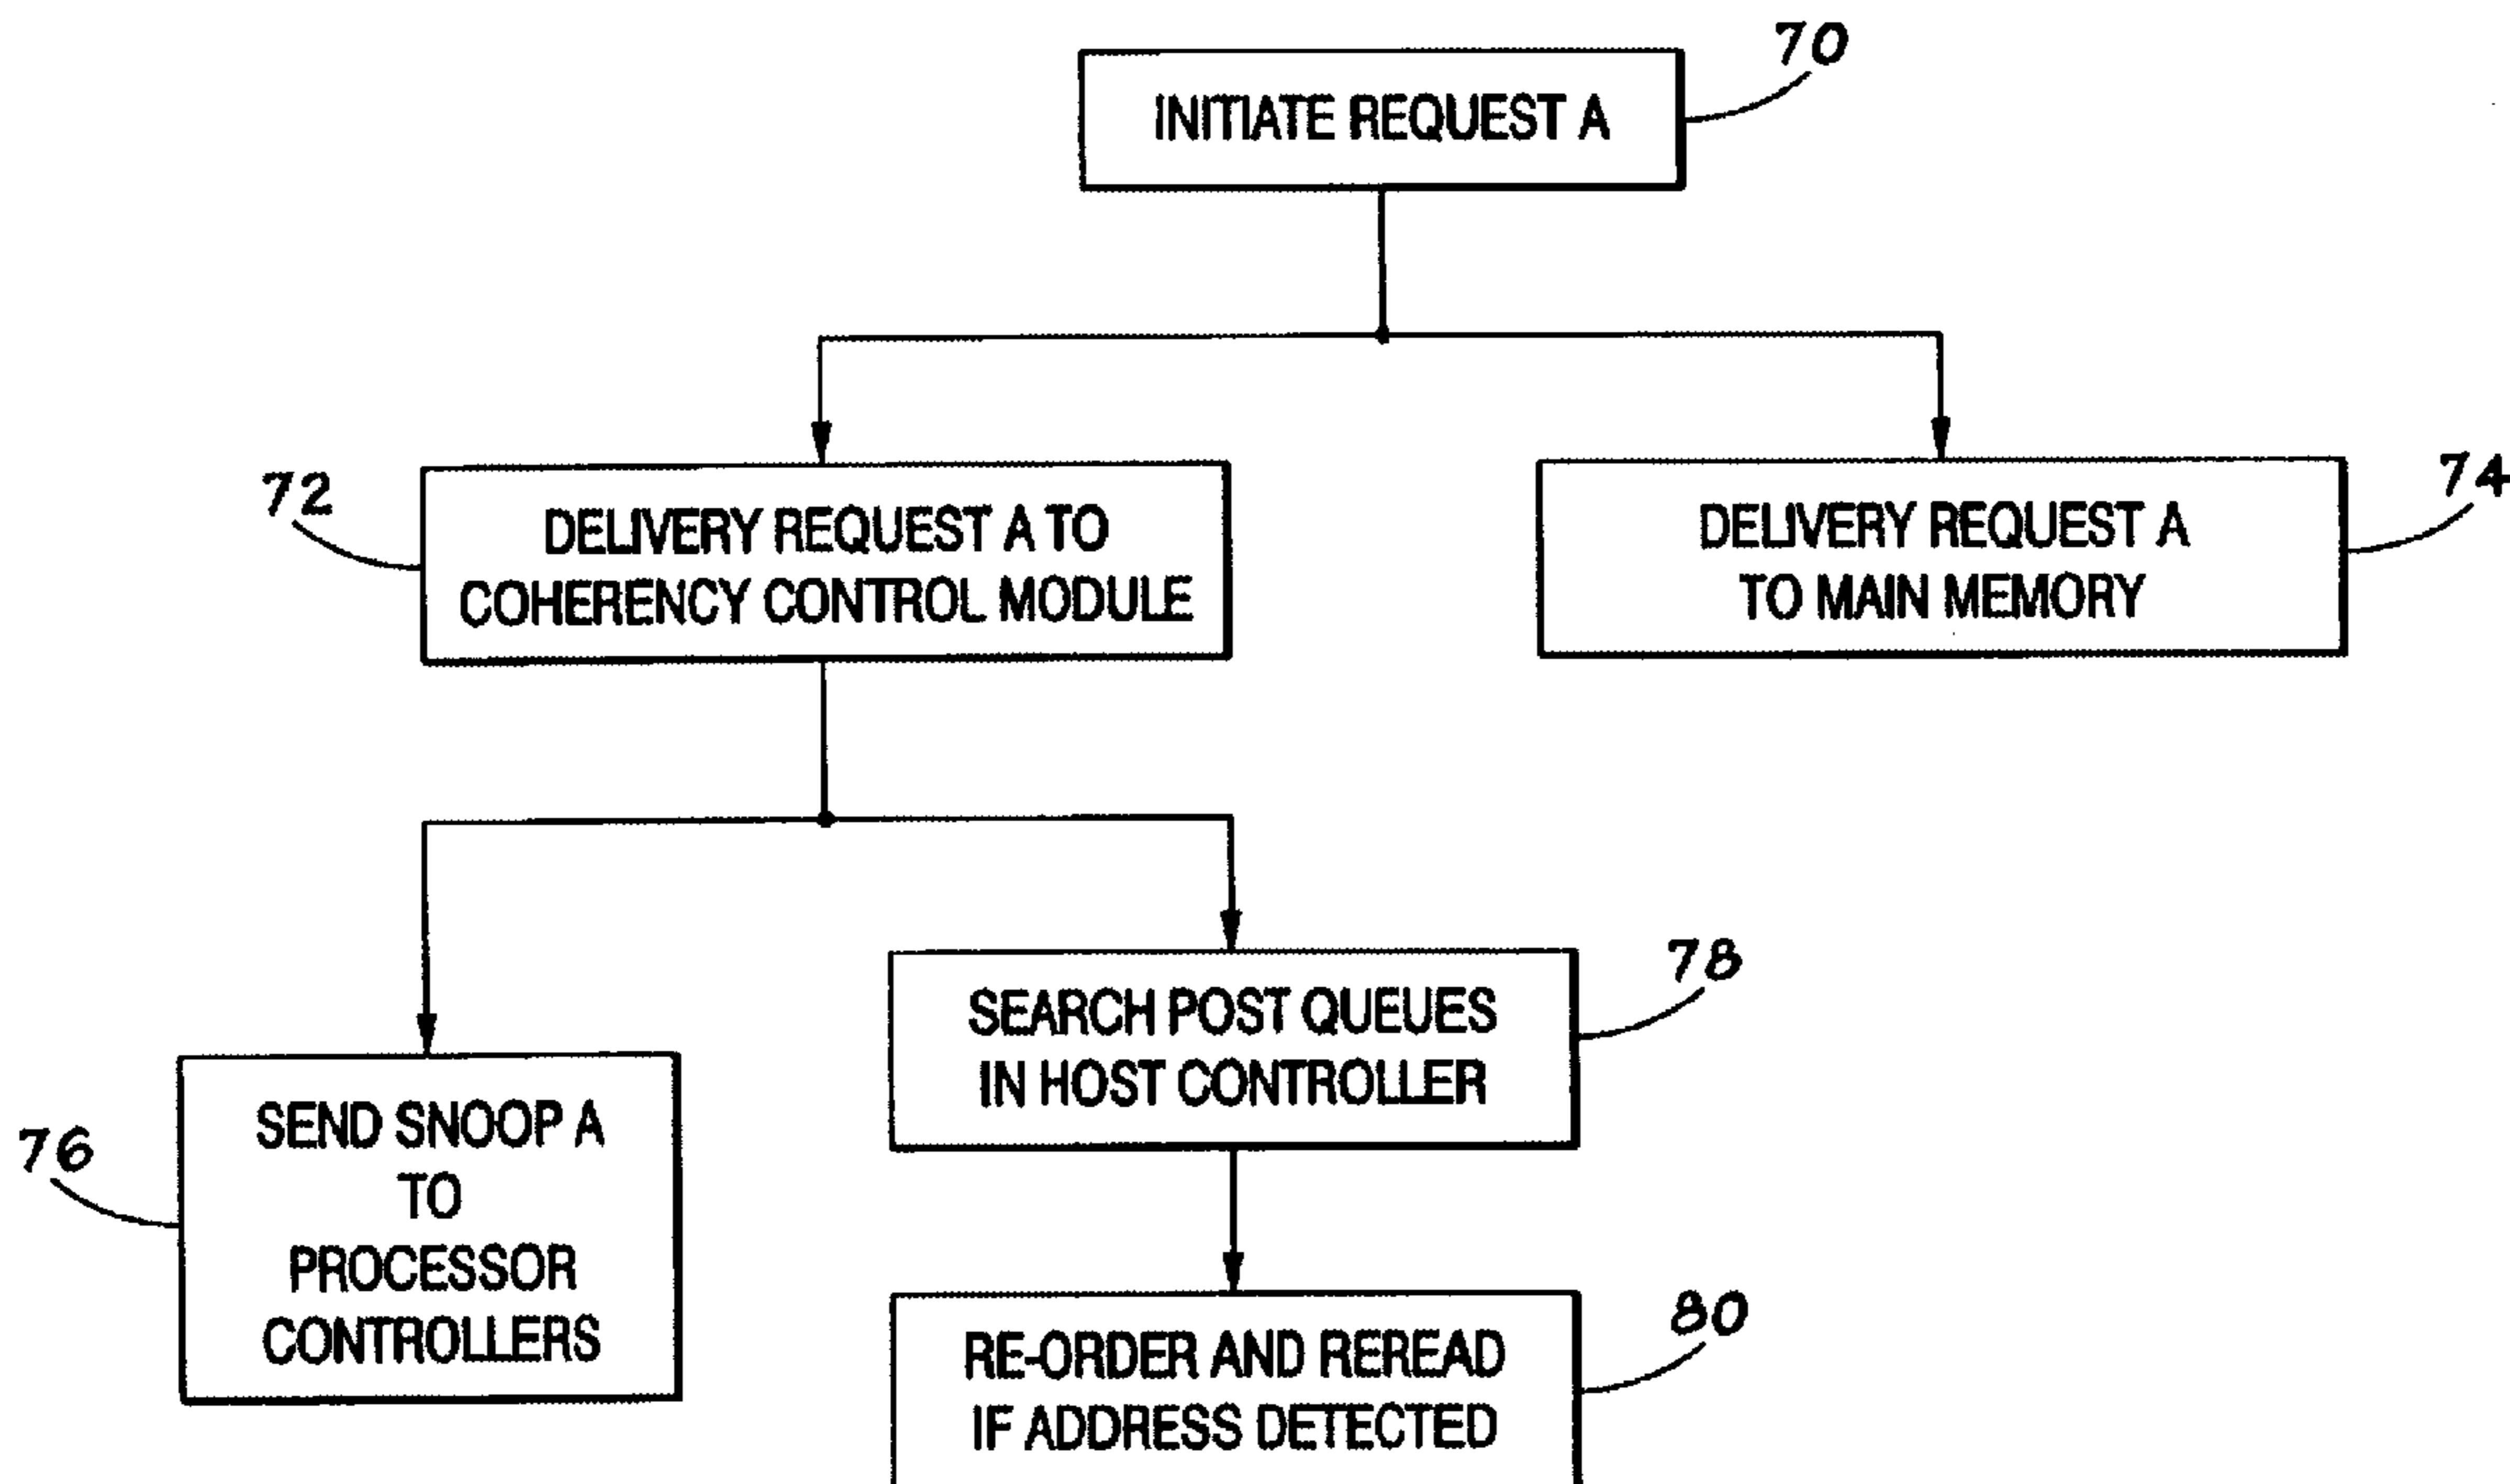 70
INITIATE REQUEST A
72
DELIVERY REQUEST A TO
COHERENCY CONTROL MODULE
74
DELIVERY REQUEST A
TO MAIN MEMORY
76
SEND SNOOP A
TO
PROCESSOR
CONTROLLERS
78
SEARCH POST QUEUES
IN HOST CONTROLLER
80
RE-ORDER AND REREAD
IF ADDRESS DETECTED